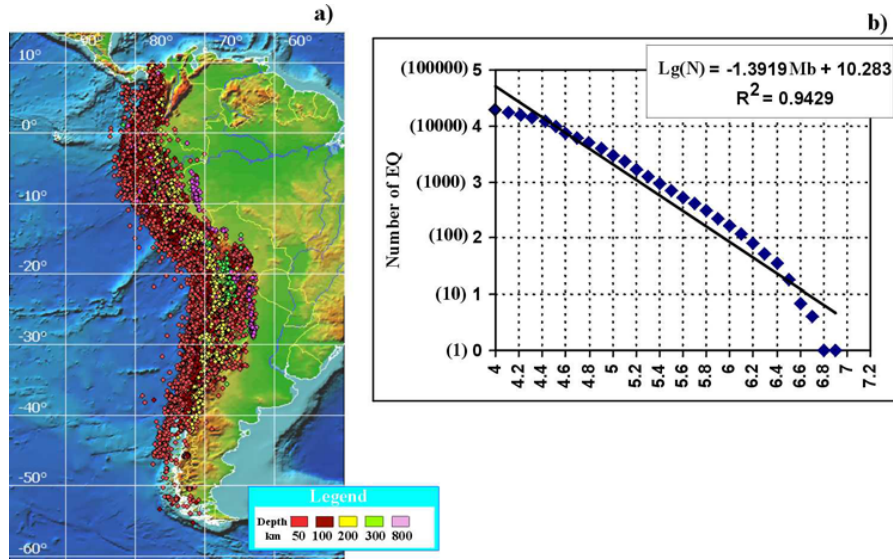 a)
-90° -80° -70° -60°
10°
0°
-10°
-20°
-30°
-40°
-50°
-60°
Legend
Depth
km 50 100 200 300 800
b)
Lg(N) = -1.3919 Mb + 10.283
R2 = 0.9429
Number of EQ
(100000) 5
(10000) 4
(1000) 3
(100) 2
(10) 1
(1) 0
4 4.2 4.4 4.6 4.8 5 5.2 5.4 5.6 5.8 6 6.2 6.4 6.6 6.8 7 7.2